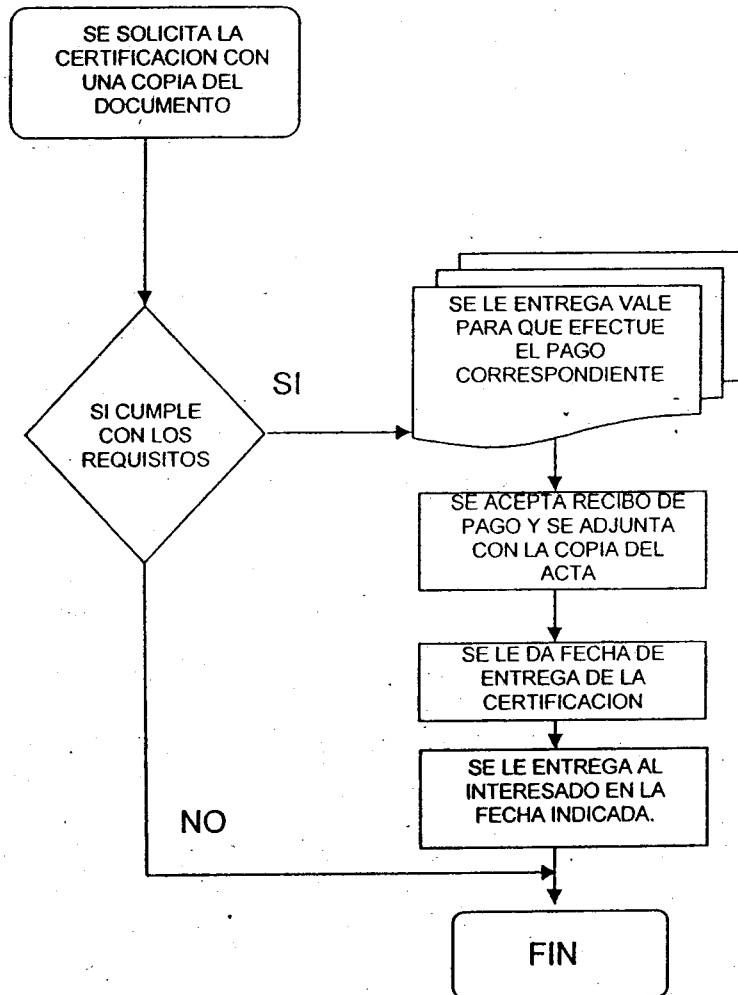 SE SOLICITA LA
CERTIFICACION CON
UNA COPIA DEL
DOCUMENTO
SI CUMPLE
CON LOS
REQUISITOS
SI
SE LE ENTREGA VALE
PARA QUE EFECTUE
EL PAGO
CORRESPONDIENTE
SE ACEPTA RECIBO DE
PAGO Y SE ADJUNTA
CON LA COPIA DEL
ACTA
SE LE DA FECHA DE
ENTREGA DE LA
CERTIFICACION
SE LE ENTREGA AL
INTERESADO EN LA
FECHA INDICADA.
NO
FIN